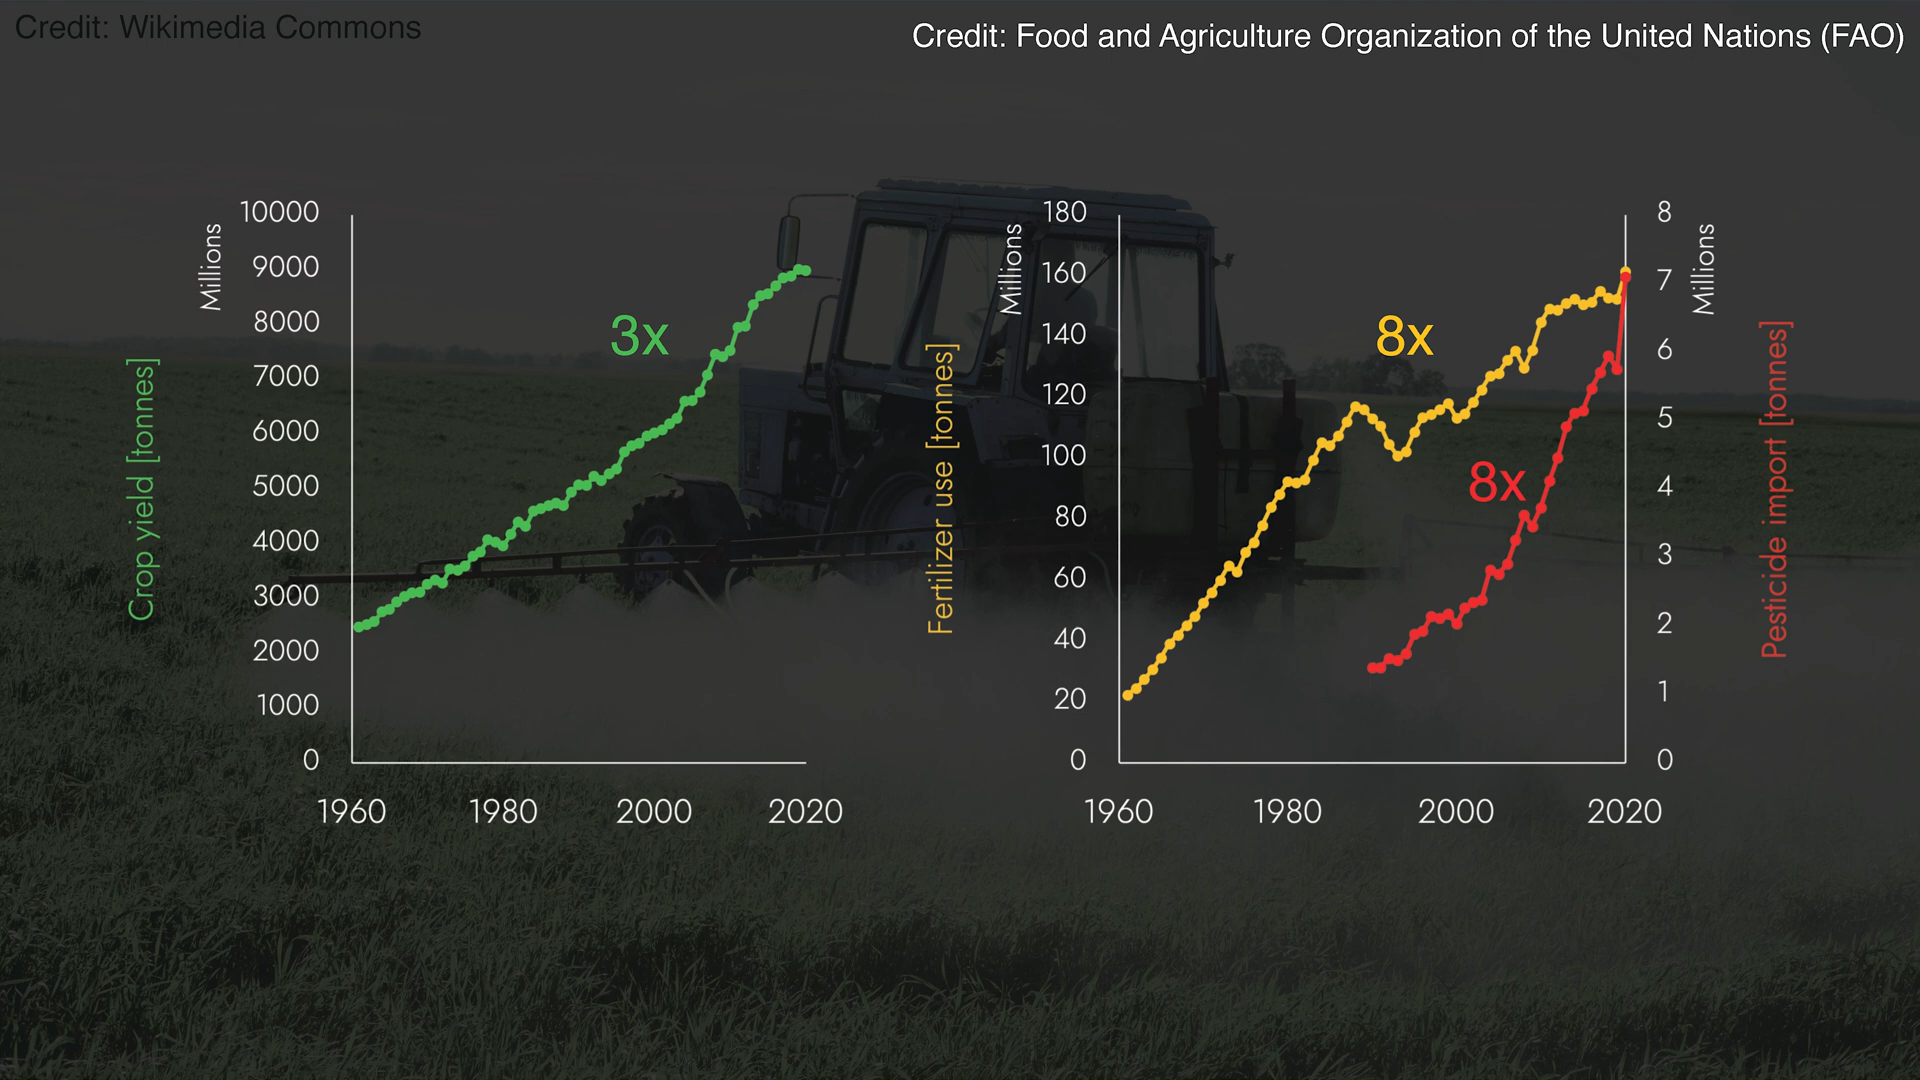 Credit: Wikimedia Commons
Credit: Food and Agriculture Organization of the United Nations (FAO)
Crop yield [tonnes]
Millions
10000
9000
8000
7000
6000
5000
4000
3000
2000
1000
0
3x
1960 1980 2000 2020
Fertilizer use [tonnes]
Millions
180
160
140
120
100
80
60
40
20
0
8x
8x
1960 1980 2000 2020
8
7
6
5
4
3
2
1
0
Millions
Pesticide import [tonnes]